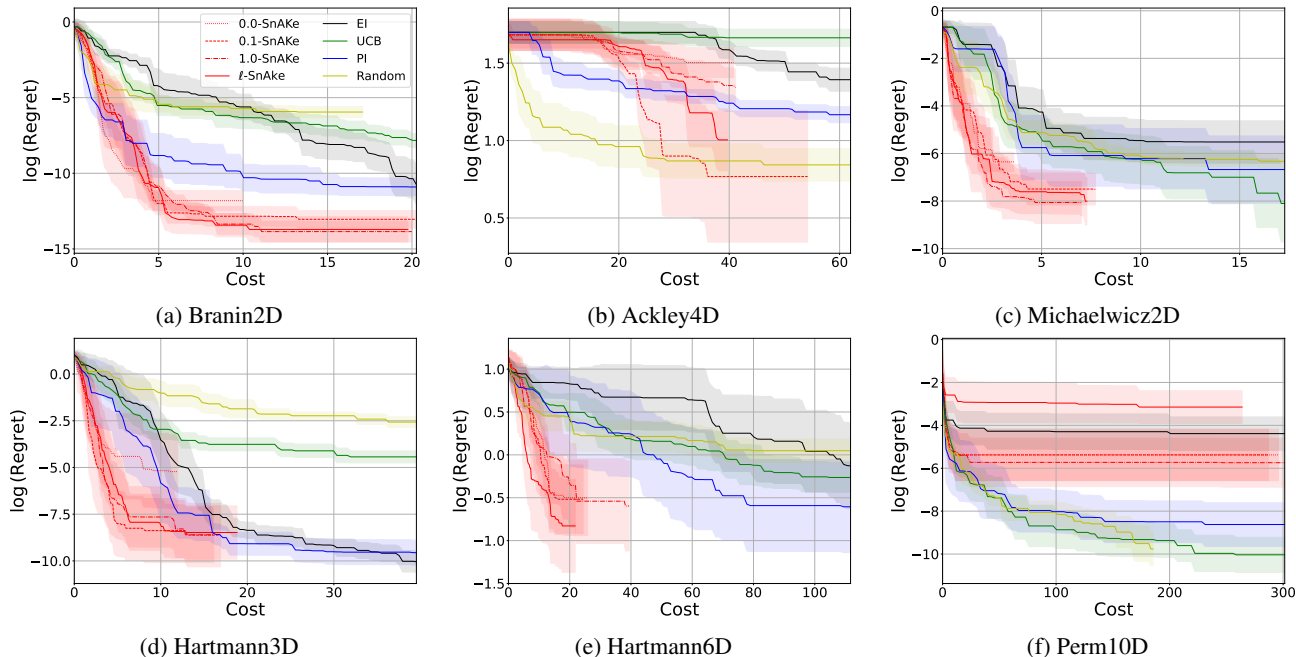 0
−5
−10
−15
log(Regret)
0
5
10
15
20
Cost
0.0-SnAKe
0.1-SnAKe
1.0-SnAKe
ℓ-SnAke
EI
UCB
PI
Random
(a) Branin2D
1.5
1.0
0.5
log(Regret)
0
20
40
60
Cost
(b) Ackley4D
0
−2
−4
−6
−8
−10
log(Regret)
0
5
10
15
Cost
(c) Michaelwicz2D
0.0
−2.5
−5.0
−7.5
−10.0
log(Regret)
0
10
20
30
Cost
(d) Hartmann3D
1.0
0.5
0.0
−0.5
−1.0
−1.5
log(Regret)
0
20
40
60
80
100
Cost
(e) Hartmann6D
0
−2
−4
−6
−8
−10
log(Regret)
0
100
200
300
Cost
(f) Perm10D